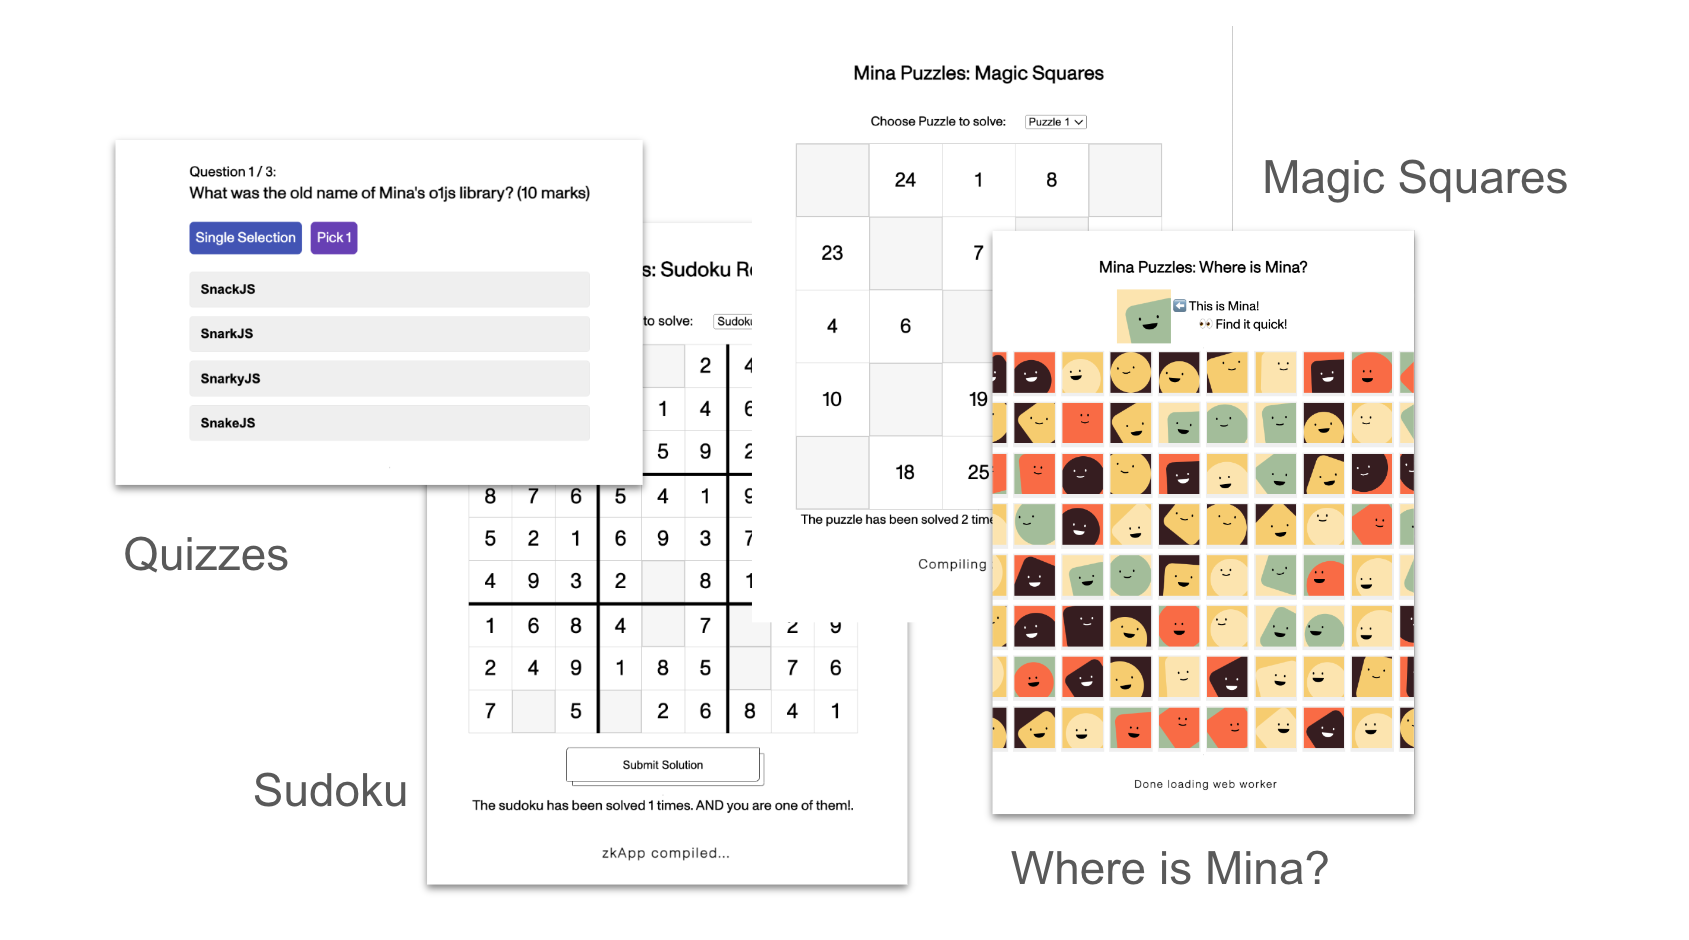 Mina Puzzles: Magic Squares
Choose Puzzle to solve: Puzzle 1
24 1 8
23 7
4 6
10 19
18 25
The puzzle has been solved 2 time
Compiling
Magic Squares
Question 1 / 3:
What was the old name of Mina's o1js library? (10 marks)
Single Selection Pick 1
SnackJS
SnarkJS
SnarkyJS
SnakeJS
Quizzes
s: Sudoku Re
to solve: Sudoku
2 4
1 4 6
5 9 2
8 7 6 5 4 1 9
5 2 1 6 9 3 7
4 9 3 2 8 1
1 6 8 4 7 2 9
2 4 9 1 8 5 7 6
7 5 2 6 8 4 1
Submit Solution
The sudoku has been solved 1 times. AND you are one of them!.
zkApp compiled...
Sudoku
Mina Puzzles: Where is Mina?
⬅️ This is Mina!
👀 Find it quick!
Done loading web worker
Where is Mina?